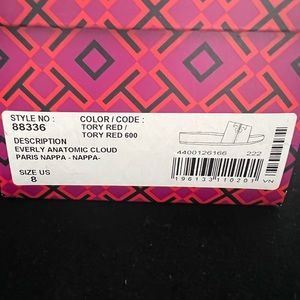 STYLE NO :
88336
COLOR / CODE :
TORY RED /
TORY RED 600
DESCRIPTION
EVERLY ANATOMIC CLOUD
PARIS NAPPA - NAPPA-
SIZE US
8
4400126166 222
196133110201 VN